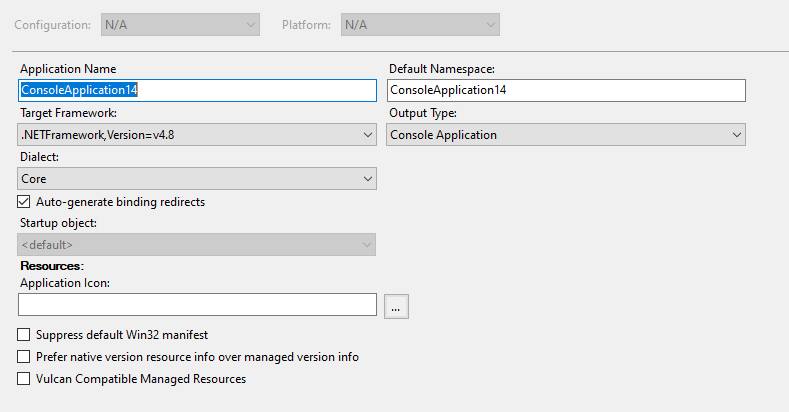 Configuration: N/A Platform: N/A
Application Name Default Namespace:
ConsoleApplication14 ConsoleApplication14
Target Framework: Output Type:
.NETFramework,Version=v4.8 Console Application
Dialect:
Core
Auto-generate binding redirects
Startup object:
<default>
Resources:
Application Icon:
...
Suppress default Win32 manifest
Prefer native version resource info over managed version info
Vulcan Compatible Managed Resources